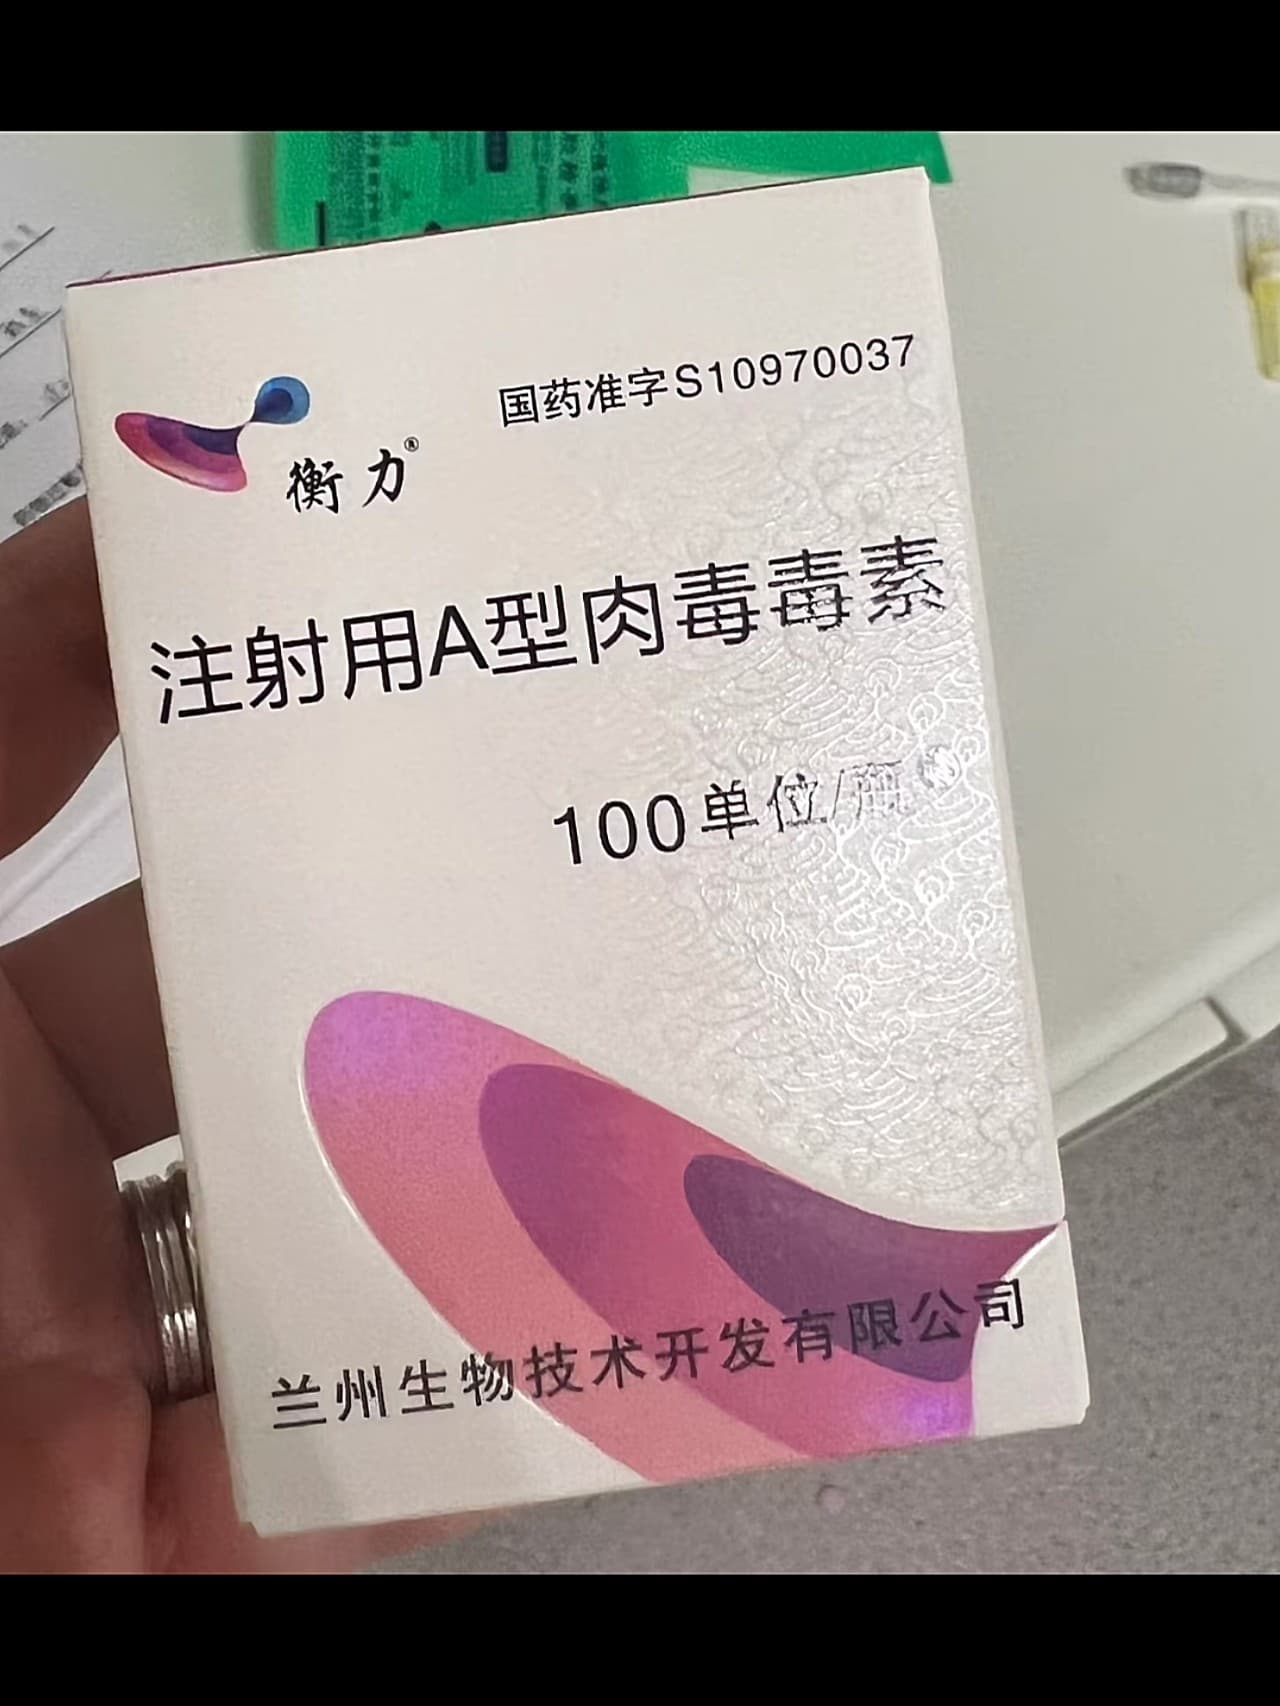 国药准字S10970037
衡力®
注射用A型肉毒毒素
100单位/瓶
兰州生物技术开发有限公司